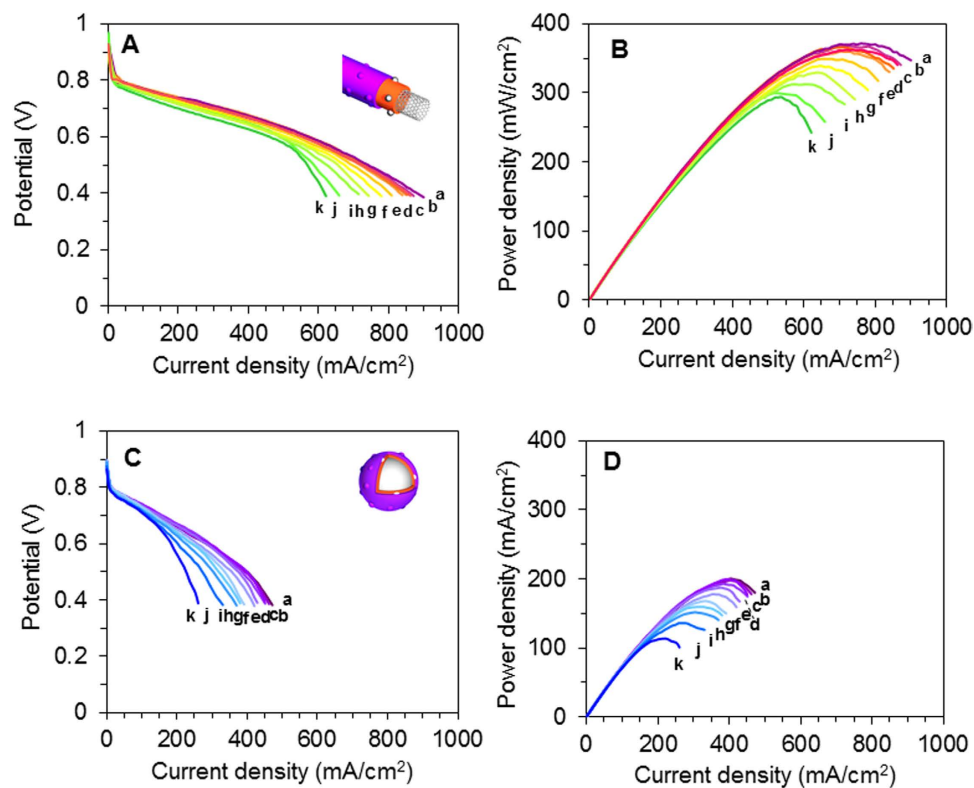 A
1
0.8
0.6
0.4
0.2
0
Potential (V)
k j ih g f ed c b a
0 200 400 600 800 1000
Current density (mA/cm²)
B
400
300
200
100
0
Power density (mW/cm²)
a
b
c
d
e
f
g
h
i
j
k
0 200 400 600 800 1000
Current density (mA/cm²)
C
1
0.8
0.6
0.4
0.2
0
Potential (V)
a
k j ihgfedcb
0 200 400 600 800 1000
Current density (mA/cm²)
D
400
300
200
100
0
Power density (mA/cm²)
a
b
c
d
e
f
g
h
i
j
k
0 200 400 600 800 1000
Current density (mA/cm²)